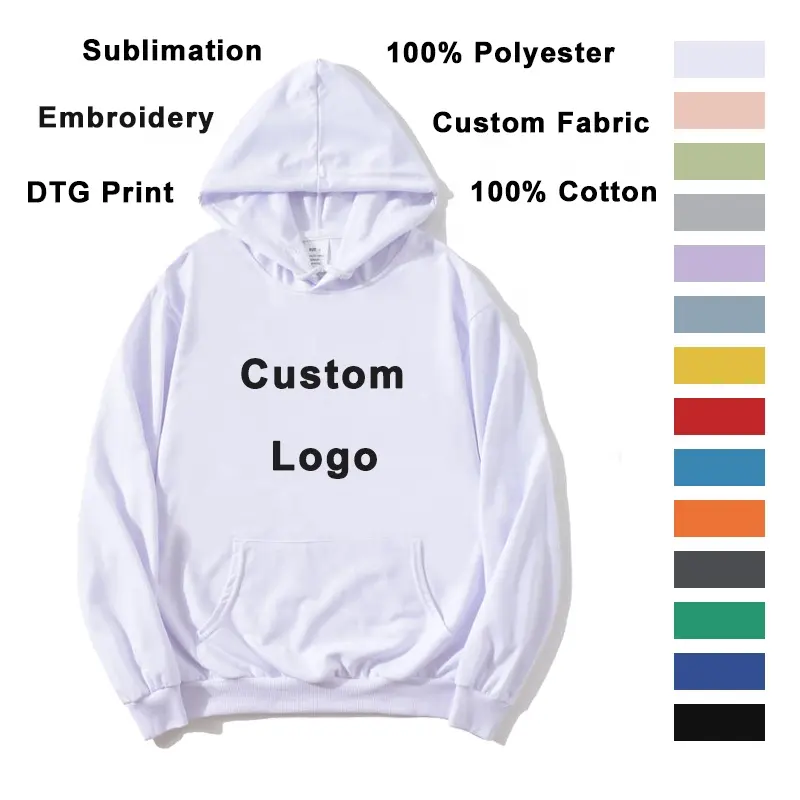 Sublimation
100% Polyester
Embroidery
Custom Fabric
DTG Print
100% Cotton
Custom
Logo